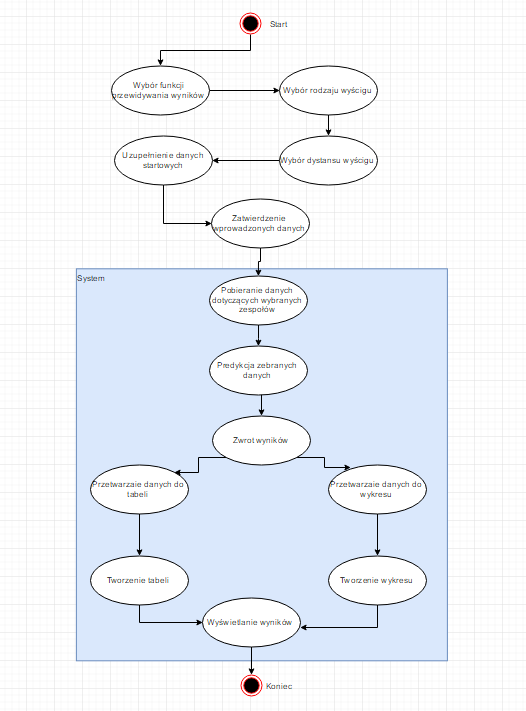 Start
Wybór funkcji
przewidywania wyników
Wybór rodzaju wyścigu
Uzupełnienie danych
startowych
Wybór dystansu wyścigu
Zatwierdzenie
wprowadzonych danych
System
Pobieranie danych
dotyczących wybranych
zespołów
Predykcja zebranych
danych
Zwrot wyników
Przetwarzaie danych do
tabeli
Przetwarzaie danych do
wykresu
Tworzenie tabeli
Tworzenie wykresu
Wyświetlanie wyników
Koniec